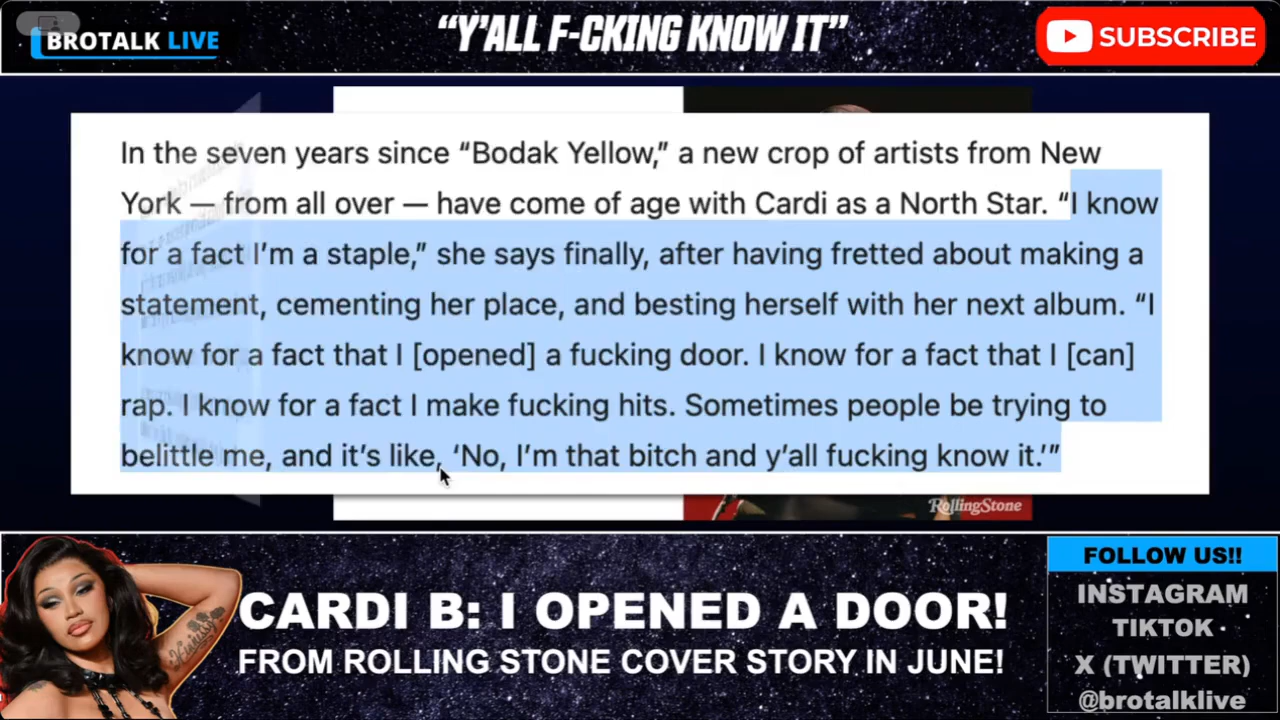 BROTALK LIVE
“Y’ALL F-CKING KNOW IT”
SUBSCRIBE
In the seven years since “Bodak Yellow,” a new crop of artists from New
York — from all over — have come of age with Cardi as a North Star. “I know
for a fact I’m a staple,” she says finally, after having fretted about making a
statement, cementing her place, and besting herself with her next album. “I
know for a fact that I [opened] a fucking door. I know for a fact that I [can]
rap. I know for a fact I make fucking hits. Sometimes people be trying to
belittle me, and it’s like, ‘No, I’m that bitch and y’all fucking know it.’”
RollingStone
CARDI B: I OPENED A DOOR!
FROM ROLLING STONE COVER STORY IN JUNE!
FOLLOW US!!
INSTAGRAM
TIKTOK
X (TWITTER)
@brotalklive